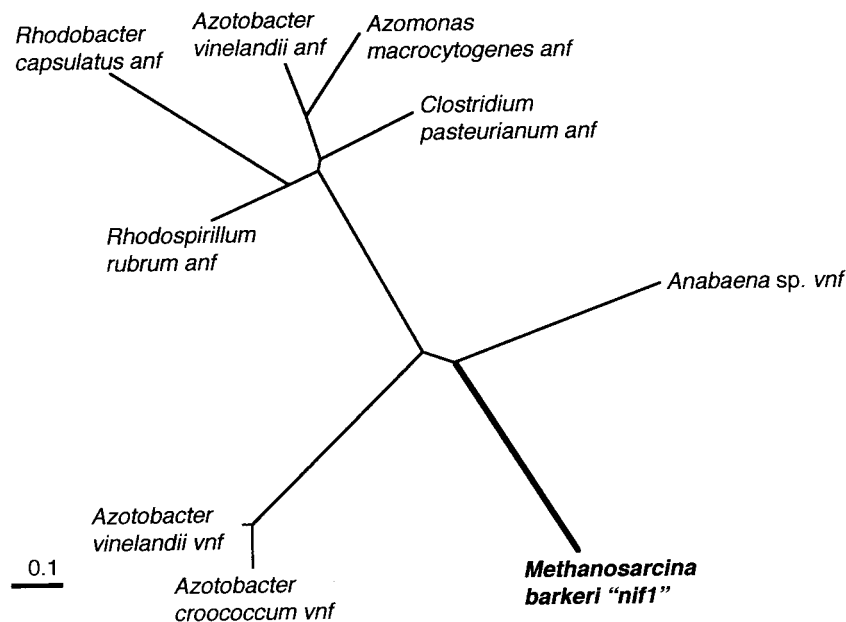 Rhodobacter
capsulatus anf
Azotobacter
vinelandii anf
Azomonas
macrocytogenes anf
Clostridium
pasteurianum anf
Rhodospirillum
rubrum anf
Anabaena sp. vnf
Azotobacter
vinelandii vnf
0.1
Azotobacter
croococcum vnf
Methanosarcina
barkeri “nif1”